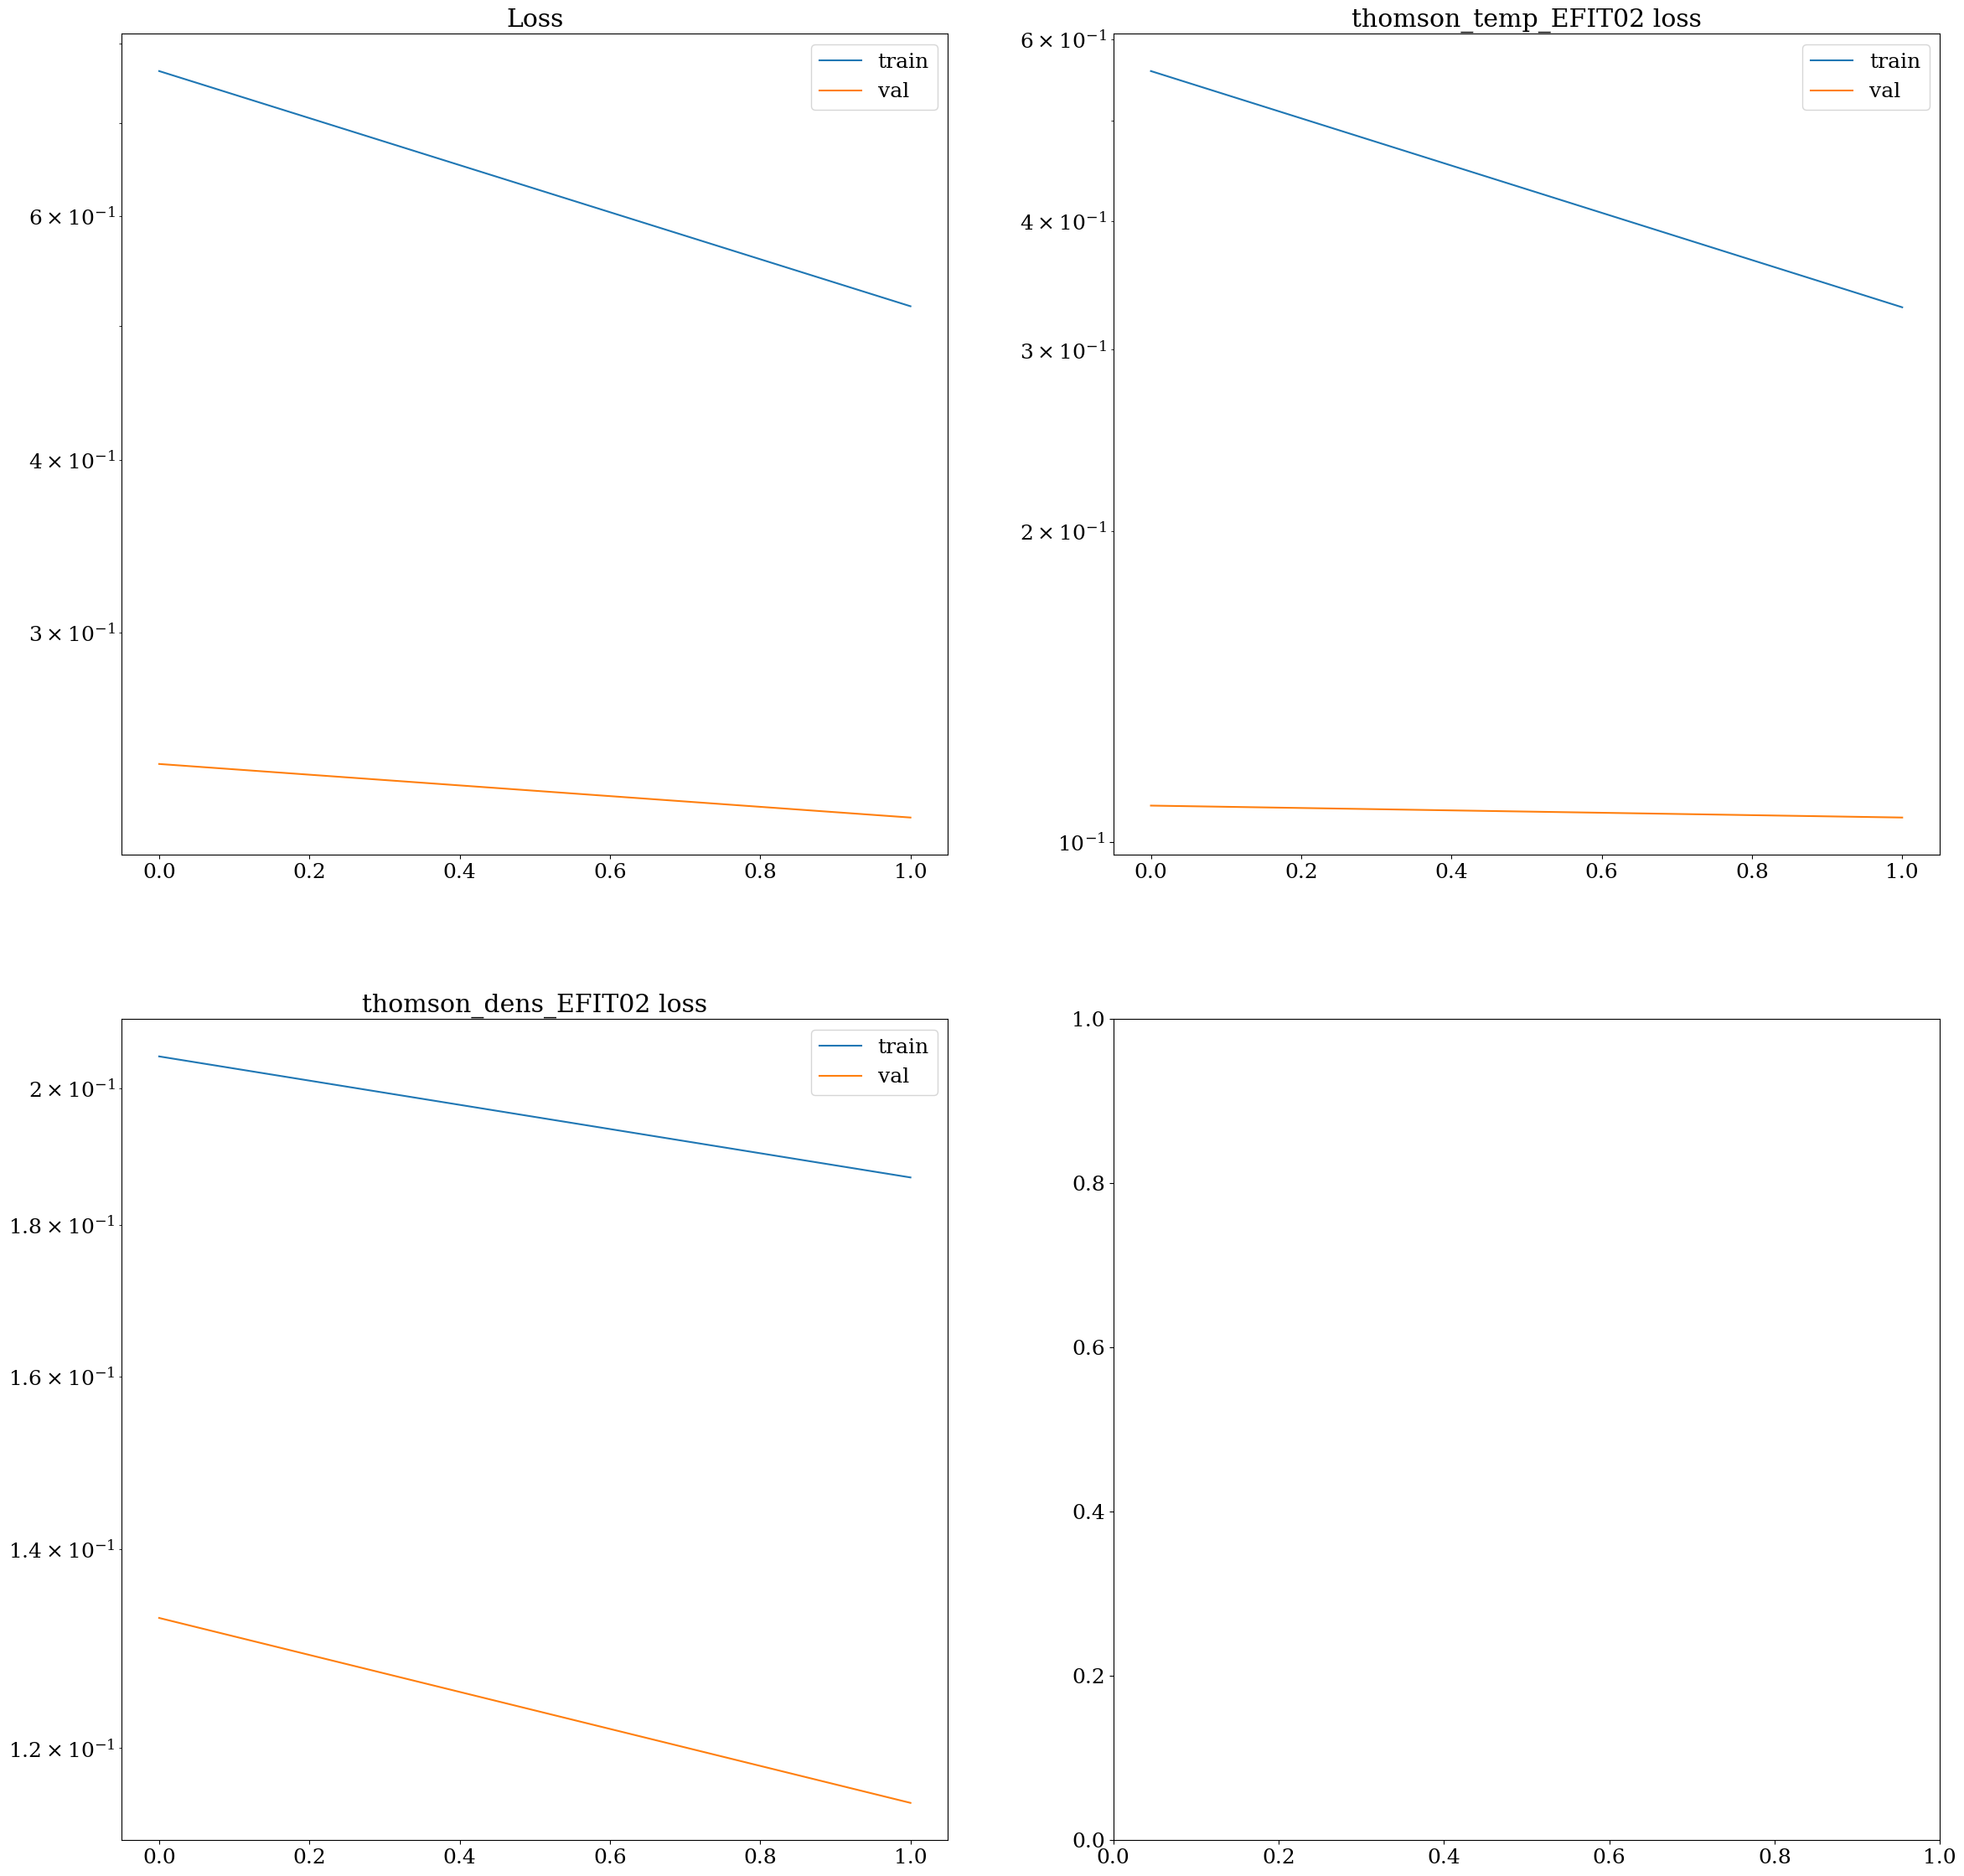 Loss
train
val
6 × 10⁻¹
4 × 10⁻¹
3 × 10⁻¹
0.0 0.2 0.4 0.6 0.8 1.0
thomson_temp_EFIT02 loss
train
val
6 × 10⁻¹
4 × 10⁻¹
3 × 10⁻¹
2 × 10⁻¹
10⁻¹
0.0 0.2 0.4 0.6 0.8 1.0
thomson_dens_EFIT02 loss
train
val
2 × 10⁻¹
1.8 × 10⁻¹
1.6 × 10⁻¹
1.4 × 10⁻¹
1.2 × 10⁻¹
0.0 0.2 0.4 0.6 0.8 1.0
1.0
0.8
0.6
0.4
0.2
0.0
0.0 0.2 0.4 0.6 0.8 1.0